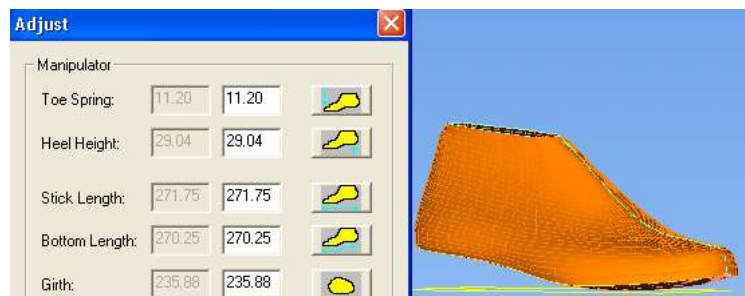 Adjust
Manipulator
Toe Spring: 11.20 11.20
Heel Height: 29.04 29.04
Stick Length: 271.75 271.75
Bottom Length: 270.25 270.25
Girth: 235.88 235.88